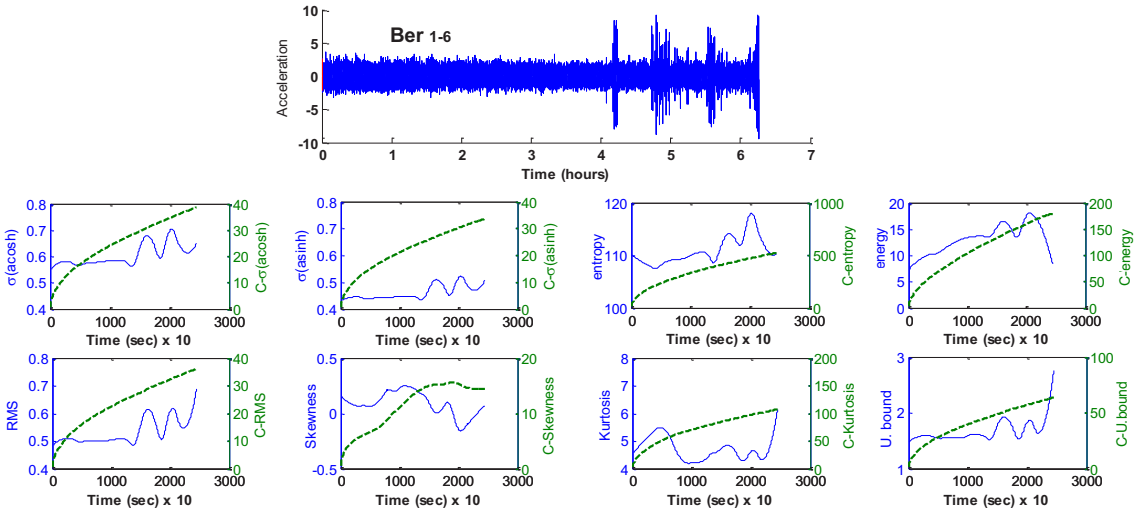 Ber 1-6
10
5
0
-5
-10
Acceleration
0 1 2 3 4 5 6 7
Time (hours)
0.8
0.7
0.6
0.5
0.4
σ(acosh)
40
30
20
10
0
C-σ(acosh)
0 1000 2000 3000
Time (sec) x 10
0.8
0.7
0.6
0.5
0.4
σ(asinh)
40
30
20
10
0
C-σ(asinh)
0 1000 2000 3000
Time (sec) x 10
120
110
100
entropy
1000
500
0
C-entropy
0 1000 2000 3000
Time (sec) x 10
20
15
10
5
0
energy
200
150
100
50
0
C-energy
0 1000 2000 3000
Time (sec) x 10
0.8
0.7
0.6
0.5
0.4
RMS
40
30
20
10
0
C-RMS
0 1000 2000 3000
Time (sec) x 10
0.5
0
-0.5
Skewness
20
10
0
C-Skewness
0 1000 2000 3000
Time (sec) x 10
8
7
6
5
4
Kurtosis
200
150
100
50
0
C-Kurtosis
0 1000 2000 3000
Time (sec) x 10
3
2
1
U. bound
100
50
0
C-U.bound
0 1000 2000 3000
Time (sec) x 10